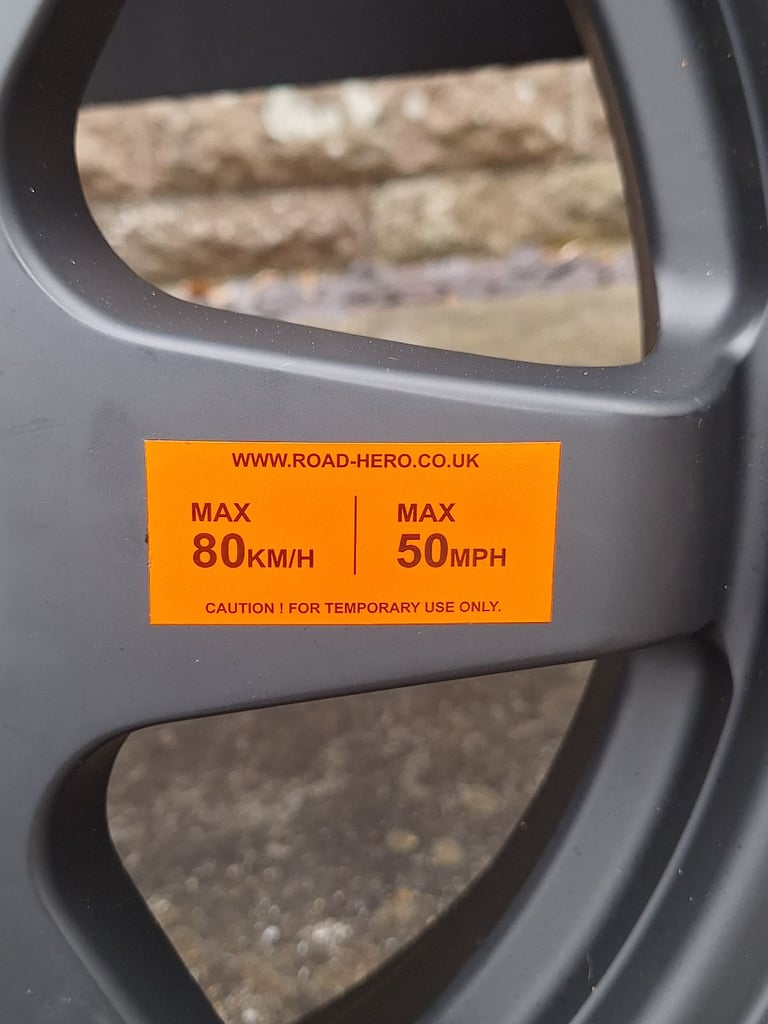 WWW.ROAD-HERO.CO.UK
MAX
80KM/H
MAX
50MPH
CAUTION ! FOR TEMPORARY USE ONLY.